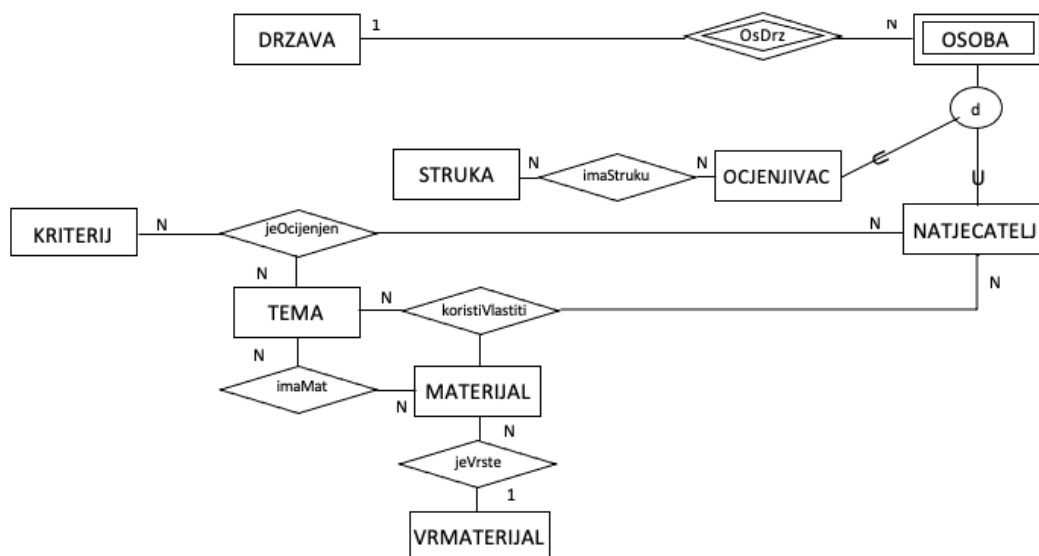 DRZAVA
1
OsDrz
N
OSOBA
d
STRUKA
N
imaStruku
N
OCJENJIVAC
U
U
KRITERIJ
N
jeOcijenjen
N
NATJECATELJ
N
TEMA
N
koristiVlastiti
N
N
imaMat
N
MATERIJAL
N
jeVrste
1
VRMATERIJAL